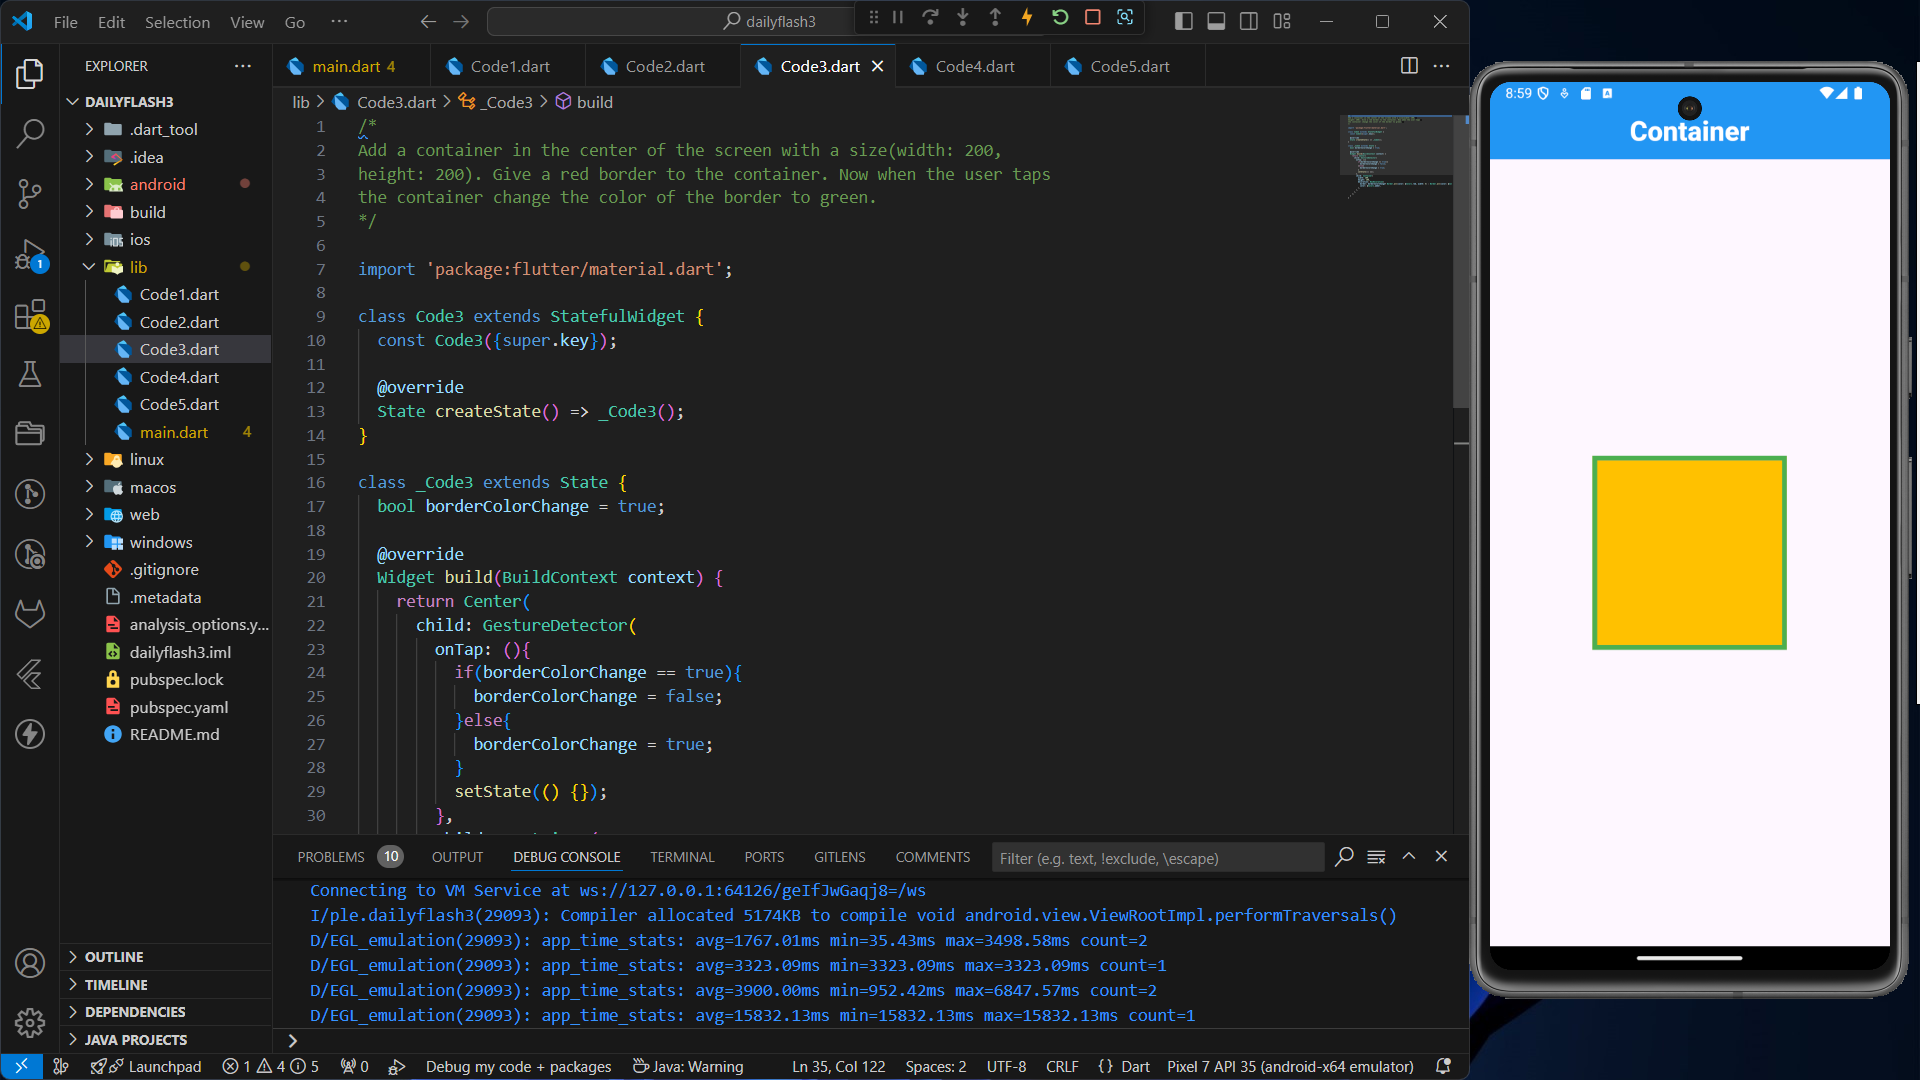 File Edit Selection View Go ··· dailyflash3
EXPLORER
main.dart 4 Code1.dart Code2.dart Code3.dart Code4.dart Code5.dart
lib > Code3.dart > _Code3 > build
DAILYFLASH3
.dart_tool
.idea
android
build
ios
lib
Code1.dart
Code2.dart
Code3.dart
Code4.dart
Code5.dart
main.dart 4
linux
macos
web
windows
.gitignore
.metadata
analysis_options.y...
dailyflash3.iml
pubspec.lock
pubspec.yaml
README.md
OUTLINE
TIMELINE
DEPENDENCIES
JAVA PROJECTS
1
1 /*
2 Add a container in the center of the screen with a size(width: 200,
3 height: 200). Give a red border to the container. Now when the user taps
4 the container change the color of the border to green.
5 */
6
7 import 'package:flutter/material.dart';
8
9 class Code3 extends StatefulWidget {
10 const Code3({super.key});
11
12 @override
13 State createState() => _Code3();
14 }
15
16 class _Code3 extends State {
17 bool borderColorChange = true;
18
19 @override
20 Widget build(BuildContext context) {
21 return Center(
22 child: GestureDetector(
23 onTap: (){
24 if(borderColorChange == true){
25 borderColorChange = false;
26 }else{
27 borderColorChange = true;
28 }
29 setState(() {});
30 },
PROBLEMS 10 OUTPUT DEBUG CONSOLE TERMINAL PORTS GITLENS COMMENTS Filter (e.g. text, !exclude, \escape)
Connecting to VM Service at ws://127.0.0.1:64126/geIfJwGaqj8=/ws
I/ple.dailyflash3(29093): Compiler allocated 5174KB to compile void android.view.ViewRootImpl.performTraversals()
D/EGL_emulation(29093): app_time_stats: avg=1767.01ms min=35.43ms max=3498.58ms count=2
D/EGL_emulation(29093): app_time_stats: avg=3323.09ms min=3323.09ms max=3323.09ms count=1
D/EGL_emulation(29093): app_time_stats: avg=3900.00ms min=952.42ms max=6847.57ms count=2
D/EGL_emulation(29093): app_time_stats: avg=15832.13ms min=15832.13ms max=15832.13ms count=1
Launchpad 1 4 5 0 Debug my code + packages Java: Warning Ln 35, Col 122 Spaces: 2 UTF-8 CRLF {} Dart Pixel 7 API 35 (android-x64 emulator)
8:59
Container